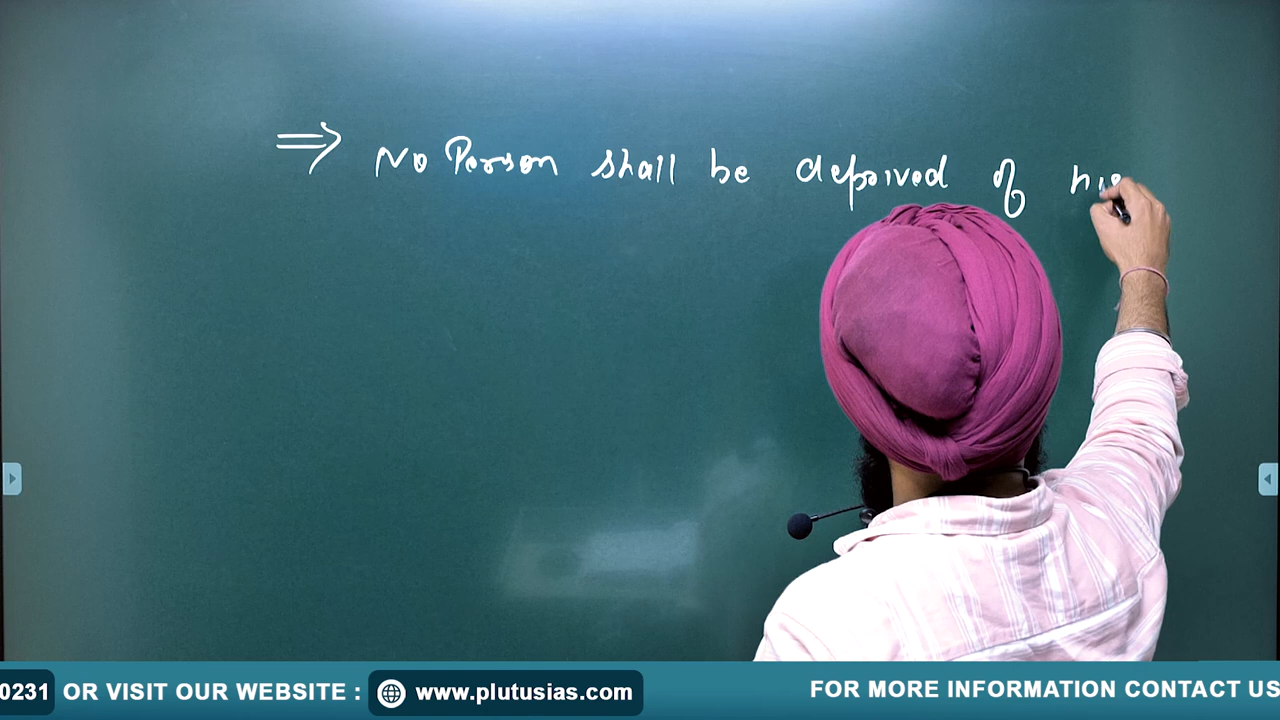 ⇒ No Person shall be deprived of his
0231 OR VISIT OUR WEBSITE : www.plutusias.com FOR MORE INFORMATION CONTACT US